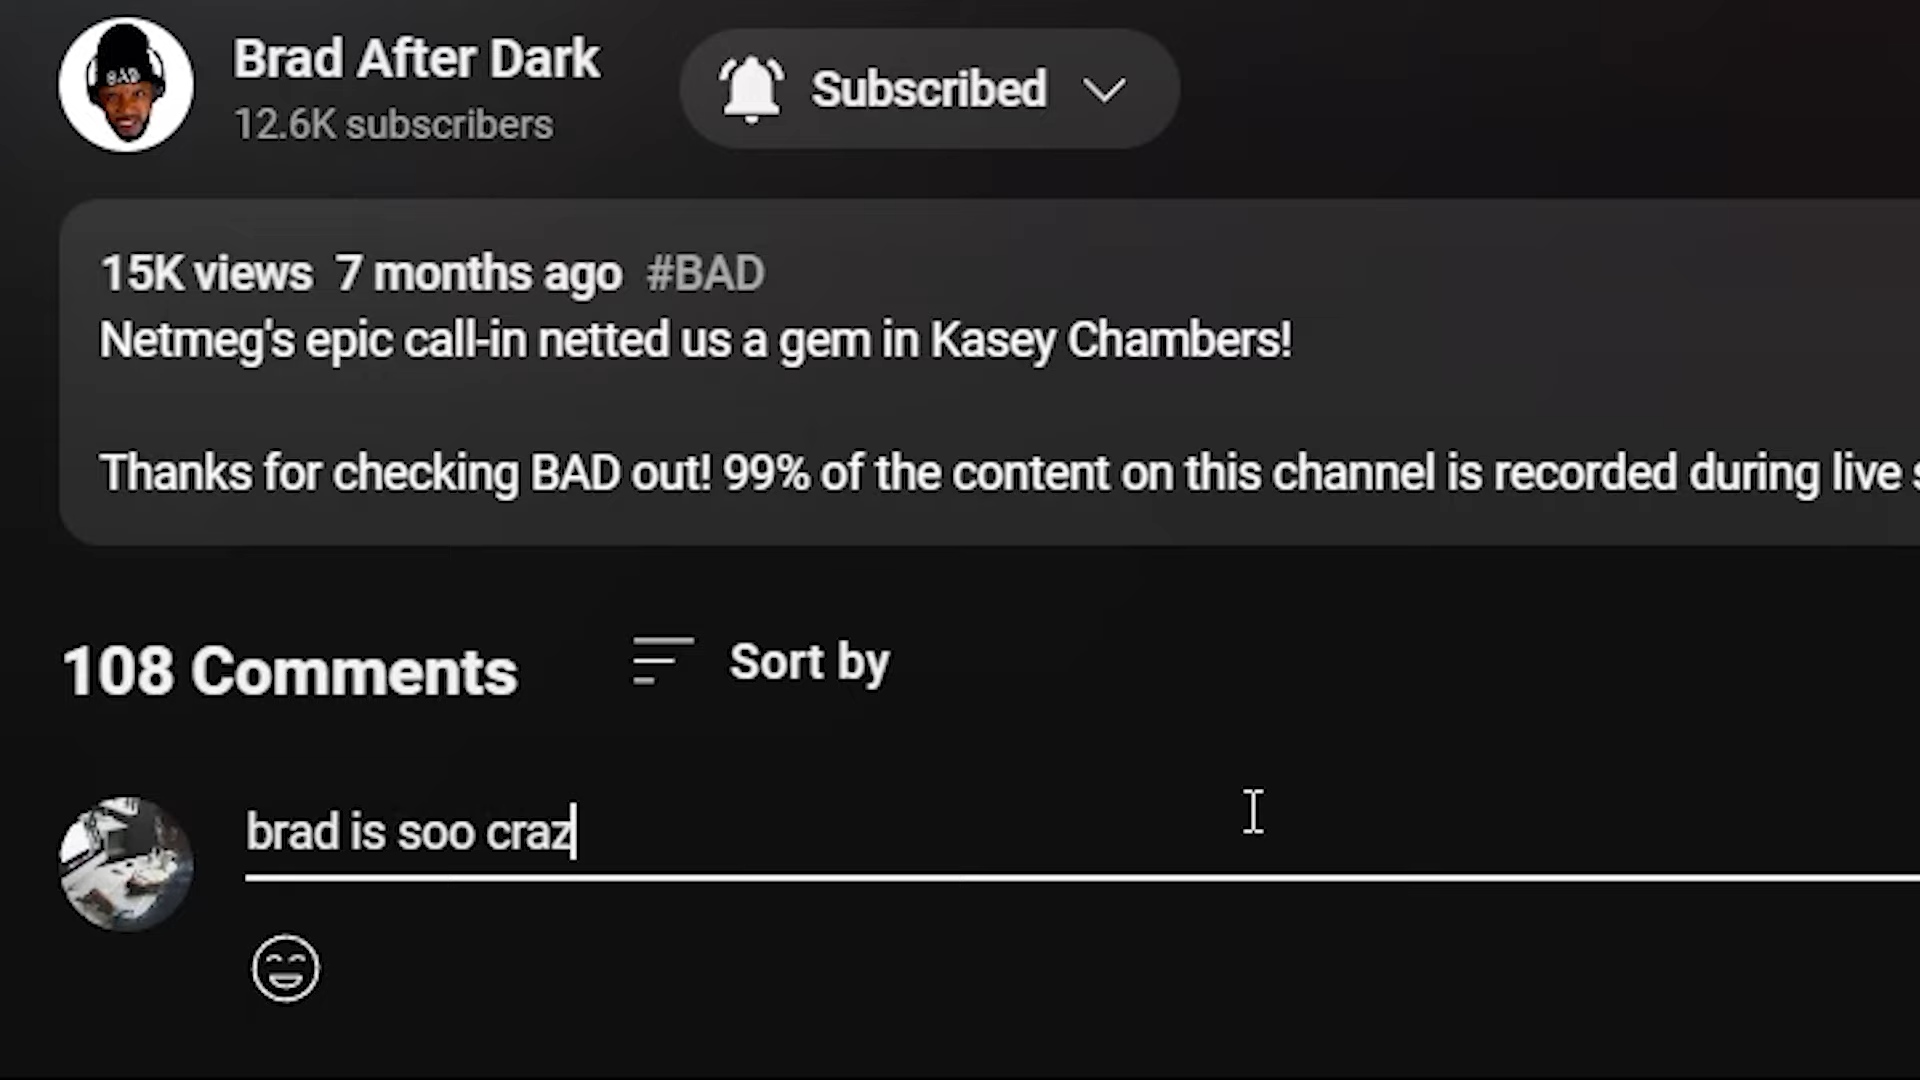 BAD
Brad After Dark
12.6K subscribers
Subscribed
15K views 7 months ago #BAD
Netmeg's epic call-in netted us a gem in Kasey Chambers!
Thanks for checking BAD out! 99% of the content on this channel is recorded during live
108 Comments
Sort by
brad is soo craz